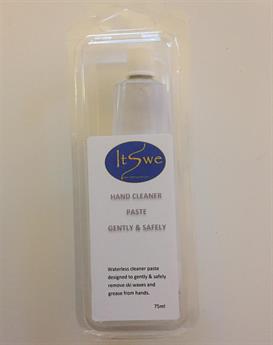 ItSwe
HAND CLEANER
PASTE
GENTLY & SAFELY
Waterless cleaner paste
designed to gently & safely
remove ski waxes and
grease from hands.
75ml